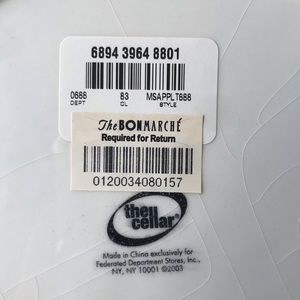 6894 3964 8801
0688 83 MSAPPLT688
DEPT CL STYLE
The BON MARCHÉ
Required for Return
0120034080157
the cellar®
Made in China exclusively for
Federated Department Stores, Inc.,
NY, NY 10001 ©2003